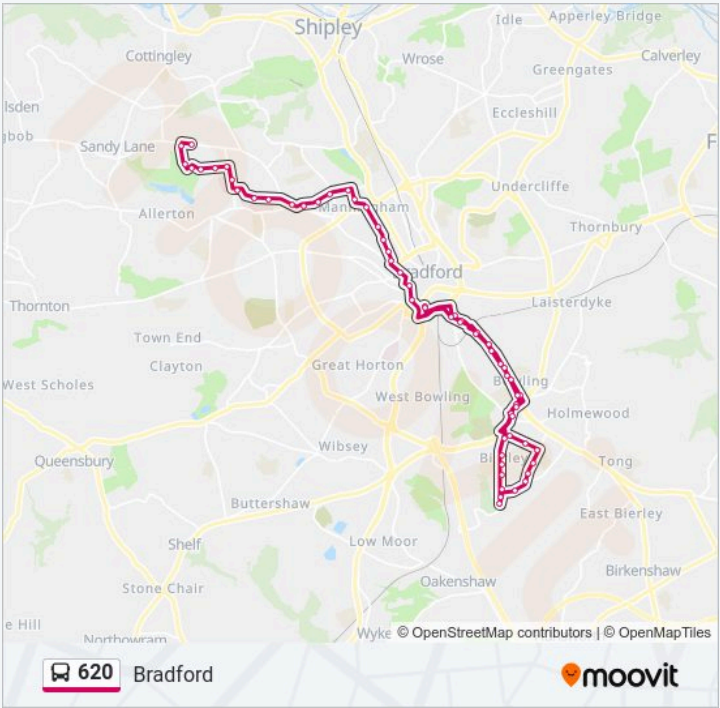 Shipley
Idle
Apperley Bridge
Cottingley
Wrose
Calverley
Greengates
lsden
Eccleshill
gbob
Sandy Lane
F
Undercliffe
Allerton
Manningham
Thornbury
radford
Thornton
Laisterdyke
Town End
Clayton
Great Horton
West Scholes
Bowling
West Bowling
Holmewood
Wibsey
Bierley
Queensbury
Tong
Buttershaw
East Bierley
Shelf
Low Moor
Birkenshaw
Oakenshaw
Stone Chair
e Hill
Northowram
Wyke
© OpenStreetMap contributors | © OpenMapTiles
620 Bradford
moovit